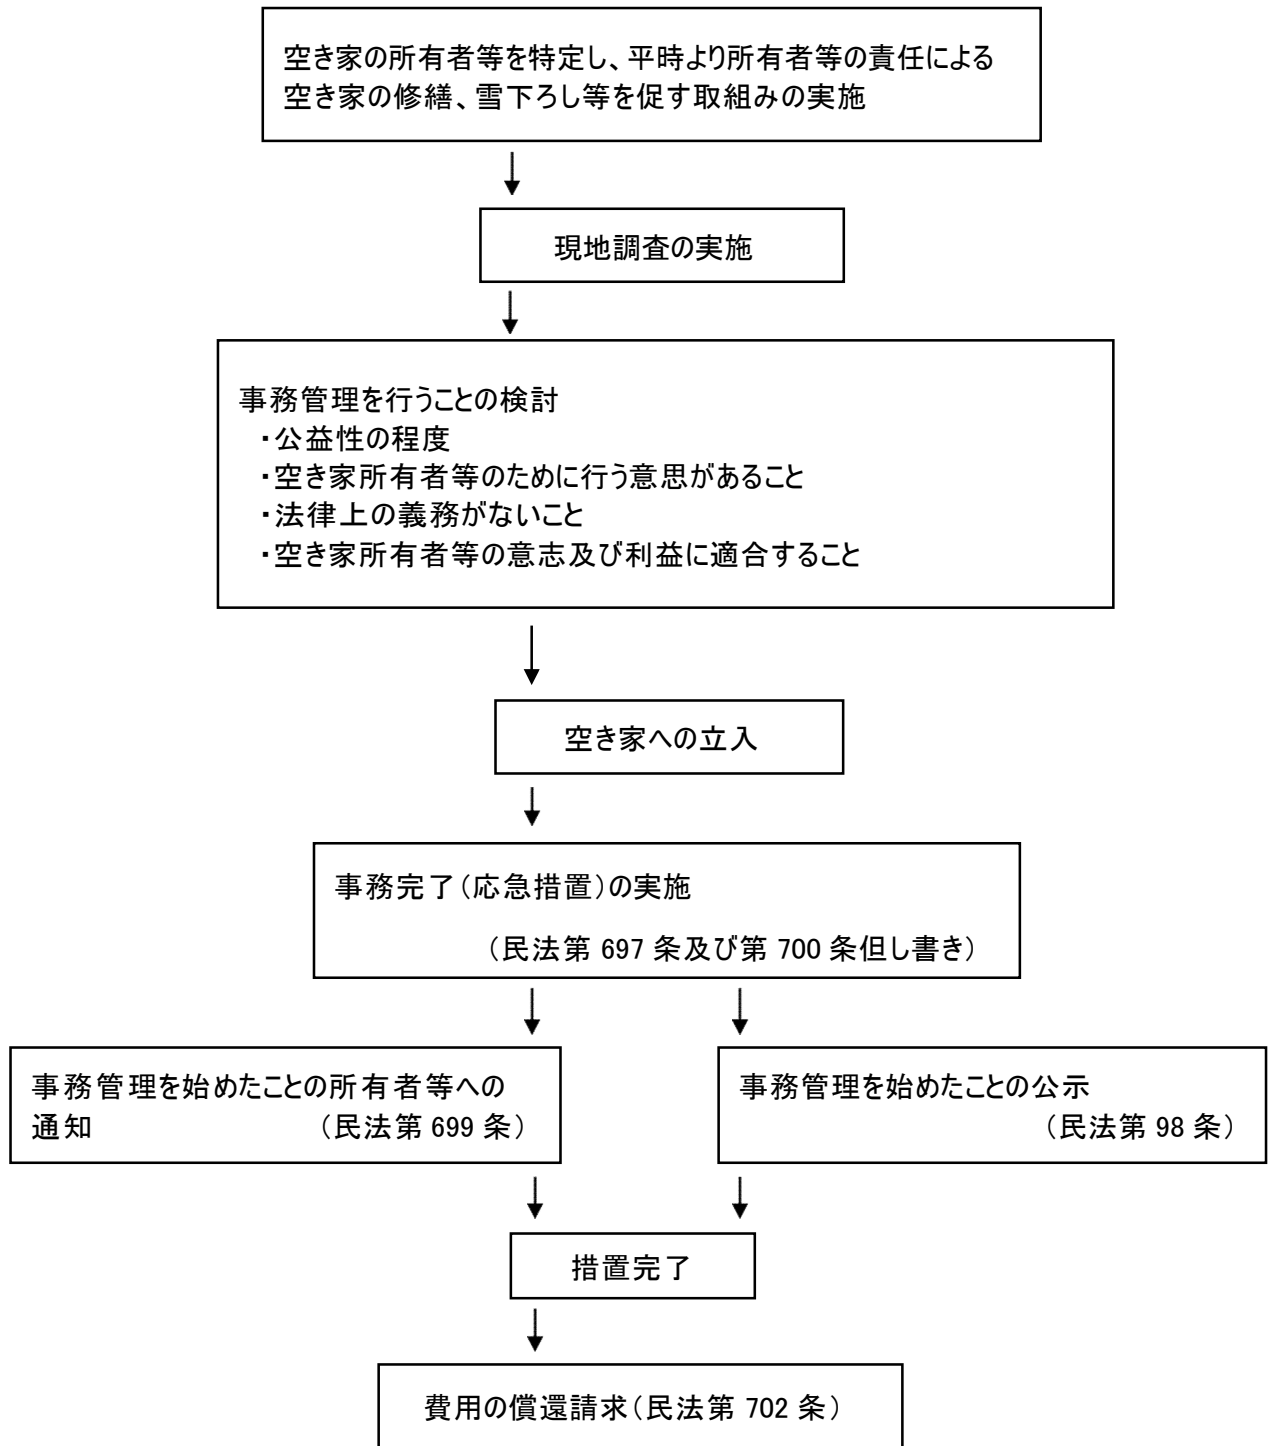 空き家の所有者等を特定し、平時より所有者等の責任による
空き家の修繕、雪下ろし等を促す取組みの実施
現地調査の実施
事務管理を行うことの検討
・公益性の程度
・空き家所有者等のために行う意思があること
・法律上の義務がないこと
・空き家所有者等の意志及び利益に適合すること
空き家への立入
事務完了（応急措置）の実施
（民法第 697 条及び第 700 条但し書き）
事務管理を始めたことの所有者等への
通知　（民法第 699 条）
事務管理を始めたことの公示
（民法第 98 条）
措置完了
費用の償還請求（民法第 702 条）